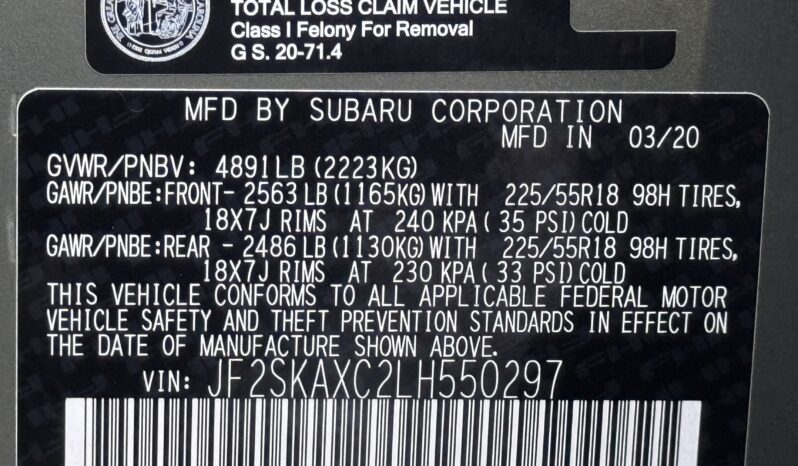 TOTAL LOSS CLAIM VEHICLE
Class I Felony For Removal
G S. 20-71.4
MFD BY SUBARU CORPORATION
MFD IN 03/20
GVWR/PNBV: 4891LB (2223KG)
GAWR/PNBE:FRONT- 2563 LB (1165KG) WITH 225/55R18 98H TIRES,
18X7J RIMS AT 240 KPA ( 35 PSI) COLD
GAWR/PNBE:REAR - 2486 LB (1130KG) WITH 225/55R18 98H TIRES,
18X7J RIMS AT 230 KPA ( 33 PSI) COLD
THIS VEHICLE CONFORMS TO ALL APPLICABLE FEDERAL MOTOR
VEHICLE SAFETY AND THEFT PREVENTION STANDARDS IN EFFECT ON
THE DATE OF MANUFACTURE SHOWN ABOVE.
VIN: JF2SKAXC2LH550297